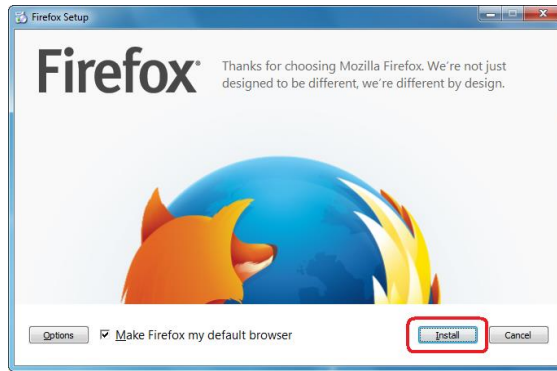 Firefox Setup
Firefox
Thanks for choosing Mozilla Firefox. We're not just
designed to be different, we're different by design.
Options
Make Firefox my default browser
Install
Cancel